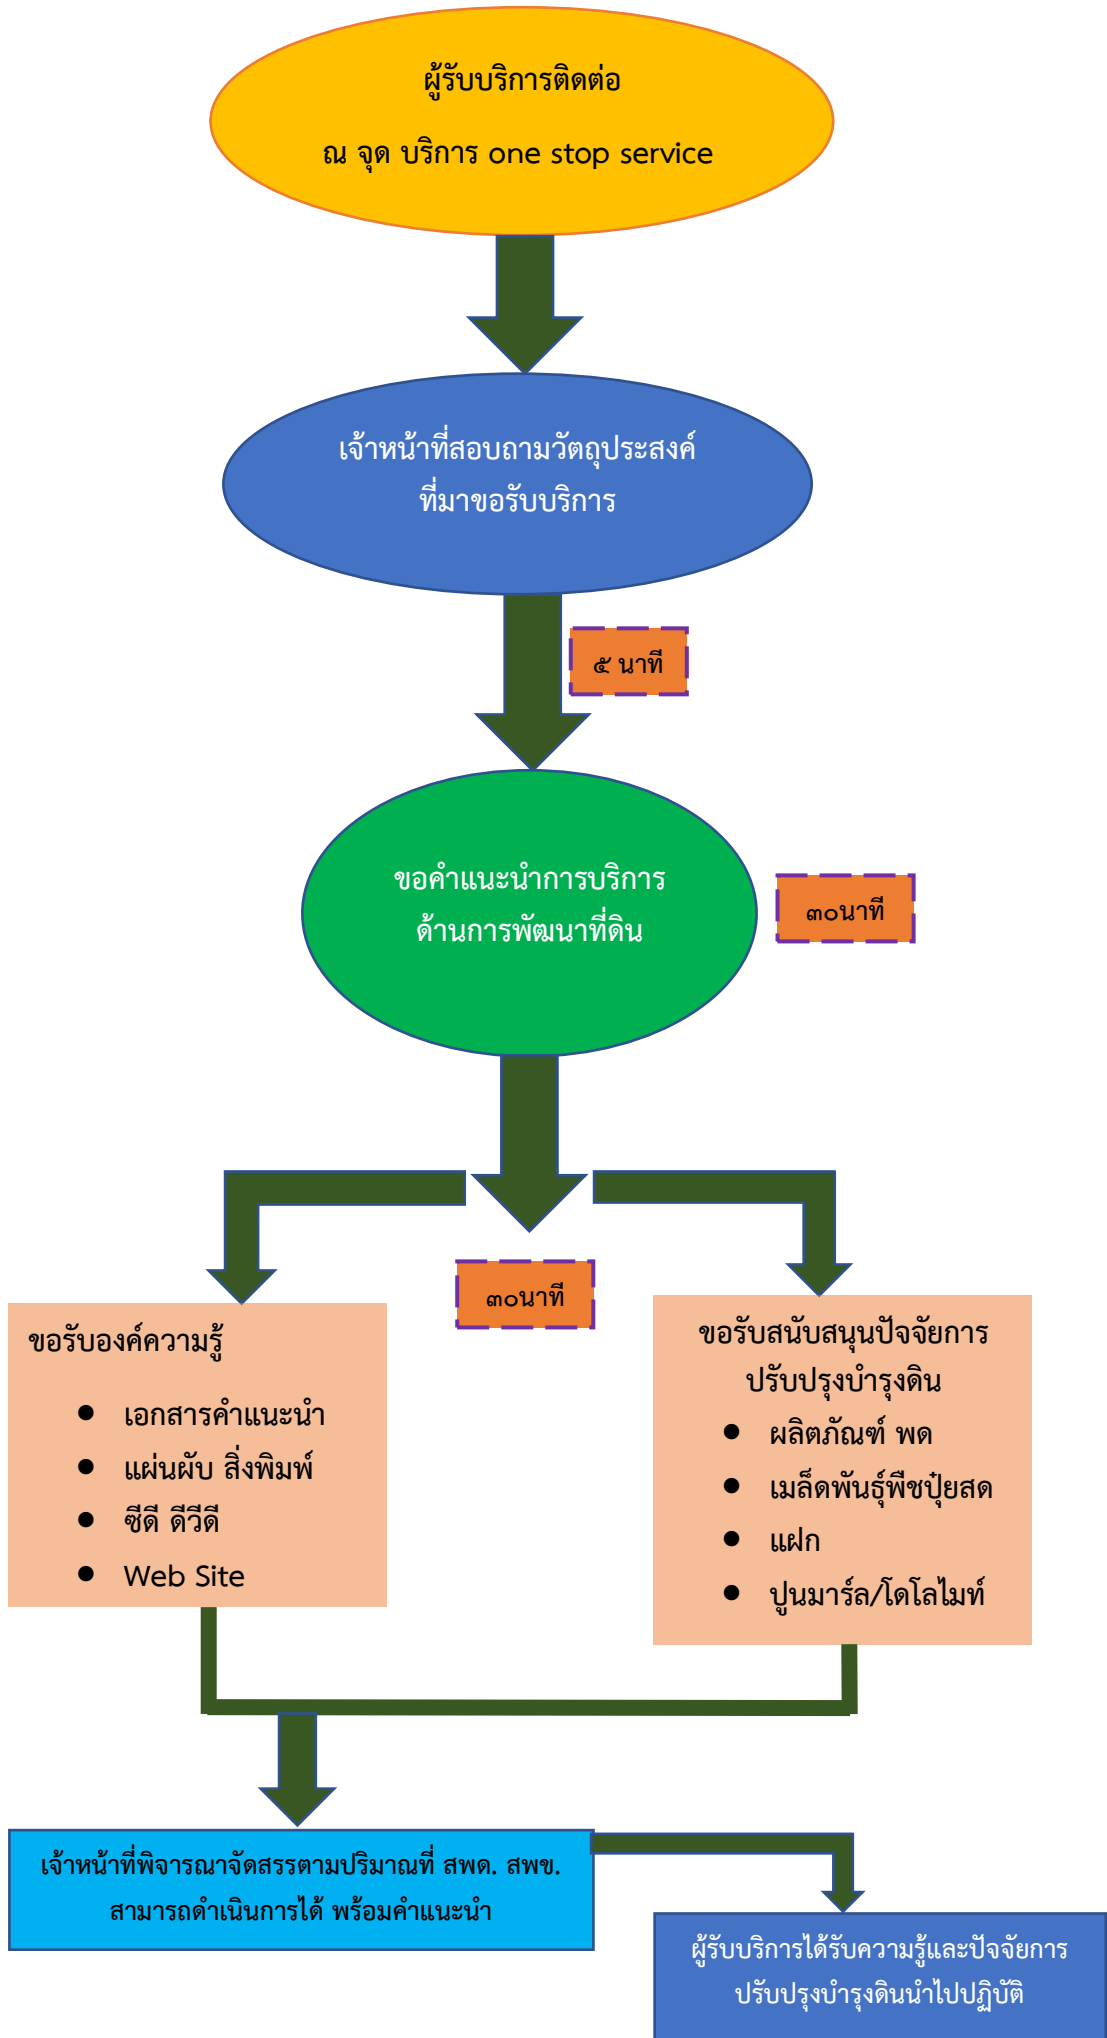 ผู้รับบริการติดต่อ
ณ จุด บริการ one stop service
เจ้าหน้าที่สอบถามวัตถุประสงค์
ที่มาขอรับบริการ
๕ นาที
ขอคำแนะนำการบริการ
ด้านการพัฒนาที่ดิน
๓๐นาที
๓๐นาที
ขอรับองค์ความรู้
● เอกสารคำแนะนำ
● แผ่นผับ สิ่งพิมพ์
● ซีดี ดีวีดี
● Web Site
ขอรับสนับสนุนปัจจัยการ
ปรับปรุงบำรุงดิน
● ผลิตภัณฑ์ พด
● เมล็ดพันธุ์พืชปุ๋ยสด
● แฝก
● ปูนมาร์ล/โดโลไมท์
เจ้าหน้าที่พิจารณาจัดสรรตามปริมาณที่ สพด. สพข.
สามารถดำเนินการได้ พร้อมคำแนะนำ
ผู้รับบริการได้รับความรู้และปัจจัยการ
ปรับปรุงบำรุงดินนำไปปฏิบัติ